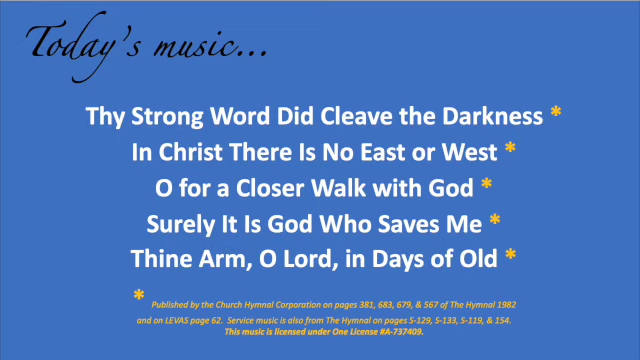 Today's music...
Thy Strong Word Did Cleave the Darkness *
In Christ There Is No East or West *
O for a Closer Walk with God *
Surely It Is God Who Saves Me *
Thine Arm, O Lord, in Days of Old *
* Published by the Church Hymnal Corporation on pages 381, 683, 679, & 567 of The Hymnal 1982
and on LEVAS page 62. Service music is also from The Hymnal on pages S-129, S-133, S-119, & 154.
This music is licensed under One License #A-737409.